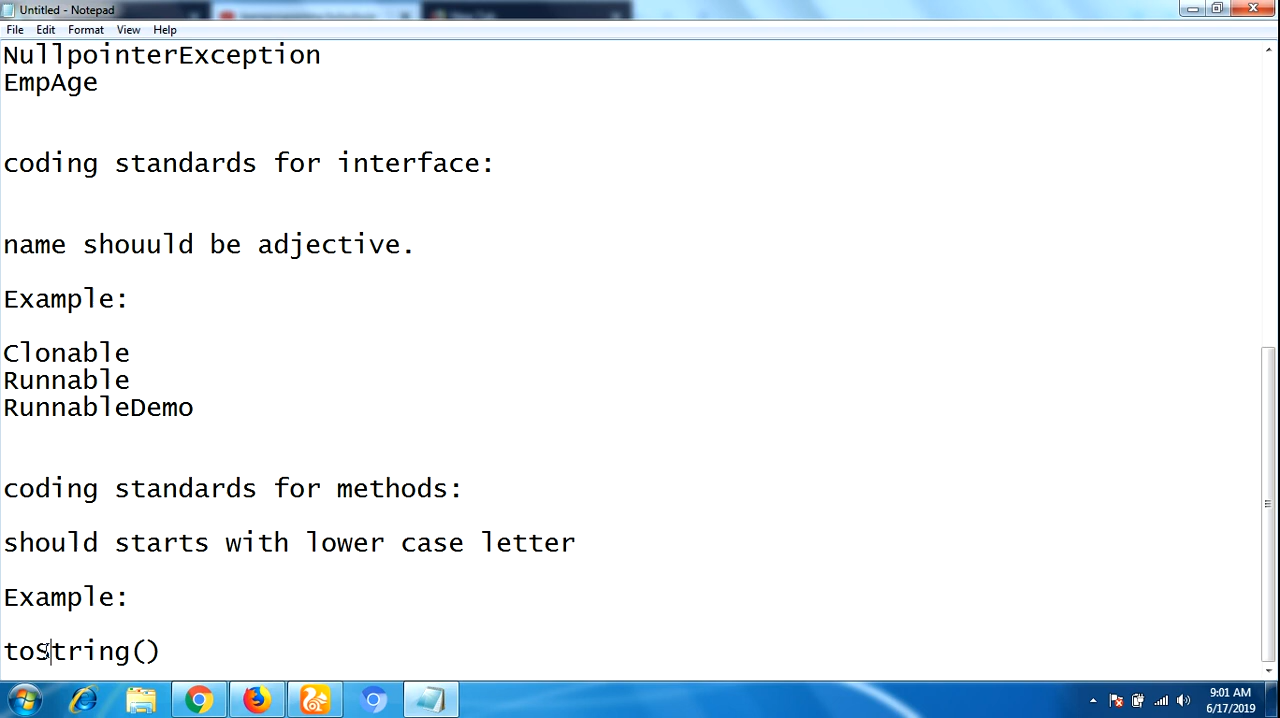 Untitled - Notepad
File Edit Format View Help
NullpointerException
EmpAge
coding standards for interface:
name shouuld be adjective.
Example:
Clonable
Runnable
RunnableDemo
coding standards for methods:
should starts with lower case letter
Example:
toString()
9:01 AM
6/17/2019